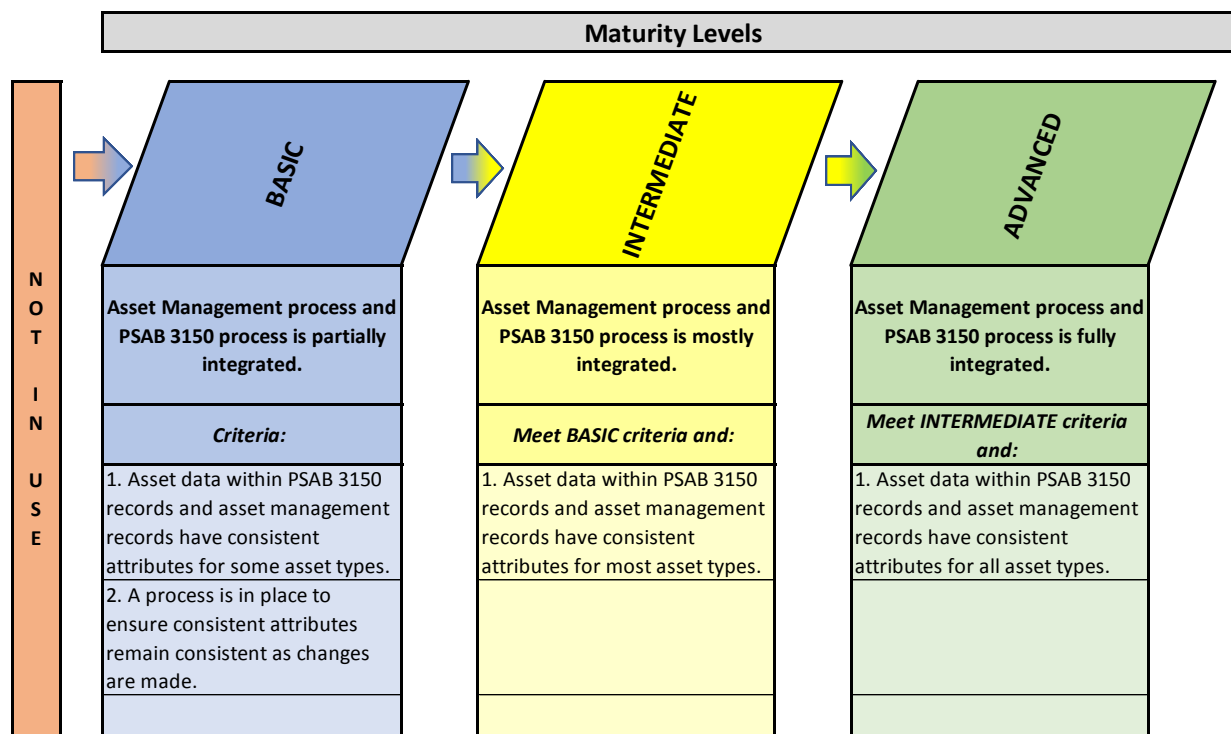 Maturity Levels
NOT IN USE
BASIC
INTERMEDIATE
ADVANCED
Asset Management process and
PSAB 3150 process is partially
integrated.
Asset Management process and
PSAB 3150 process is mostly
integrated.
Asset Management process and
PSAB 3150 process is fully
integrated.
Criteria:
Meet BASIC criteria and:
Meet INTERMEDIATE criteria
and:
1. Asset data within PSAB 3150
records and asset management
records have consistent
attributes for some asset types.
1. Asset data within PSAB 3150
records and asset management
records have consistent
attributes for most asset types.
1. Asset data within PSAB 3150
records and asset management
records have consistent
attributes for all asset types.
2. A process is in place to
ensure consistent attributes
remain consistent as changes
are made.